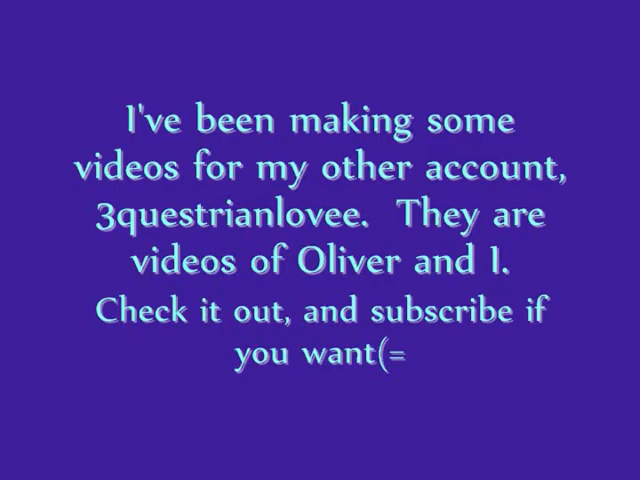 I've been making some
videos for my other account,
3questrianlovee. They are
videos of Oliver and I.
Check it out, and subscribe if
you want(=